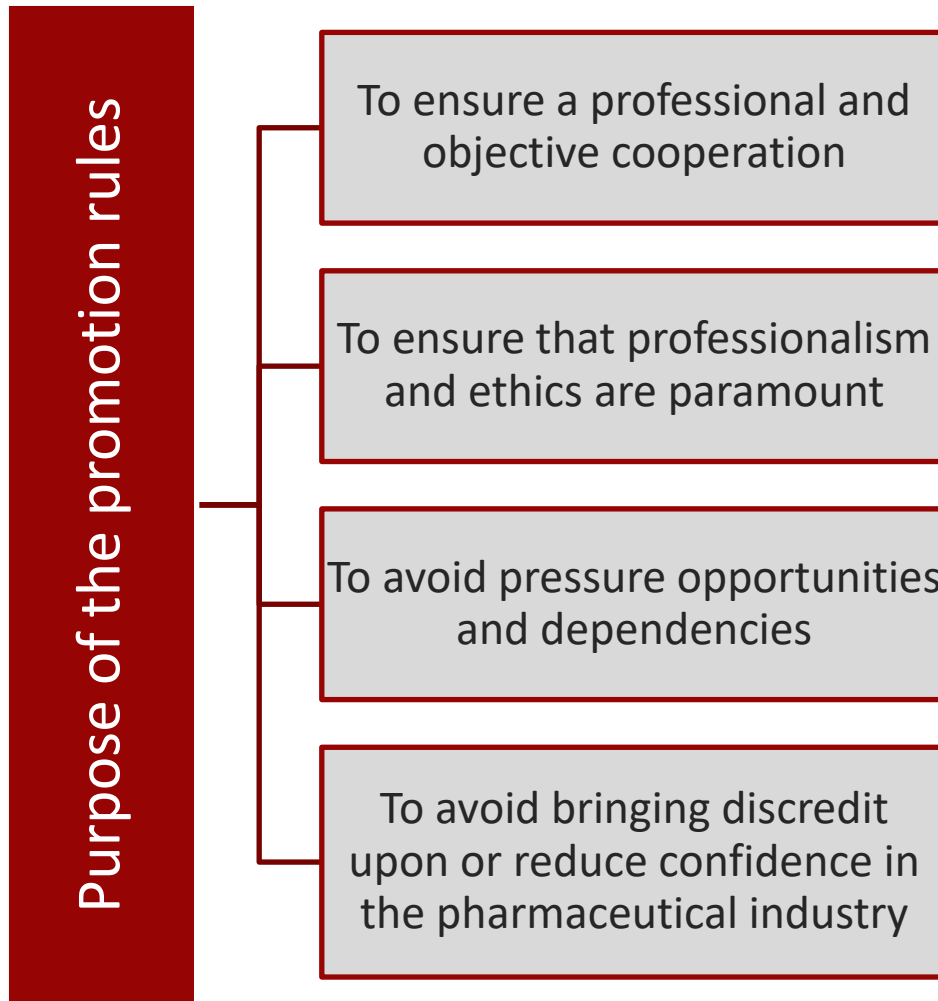 Purpose of the promotion rules
To ensure a professional and
objective cooperation
To ensure that professionalism
and ethics are paramount
To avoid pressure opportunities
and dependencies
To avoid bringing discredit
upon or reduce confidence in
the pharmaceutical industry